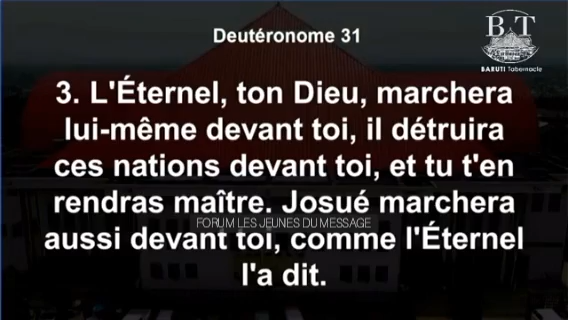 Deutéronome 31
B T
BARUTI Tabernacle
3. L'Éternel, ton Dieu, marchera
lui-même devant toi, il détruira
ces nations devant toi, et tu t'en
rendras maître. Josué marchera
FORUM LES JEUNES DU MESSAGE
aussi devant toi, comme l'Éternel
l'a dit.